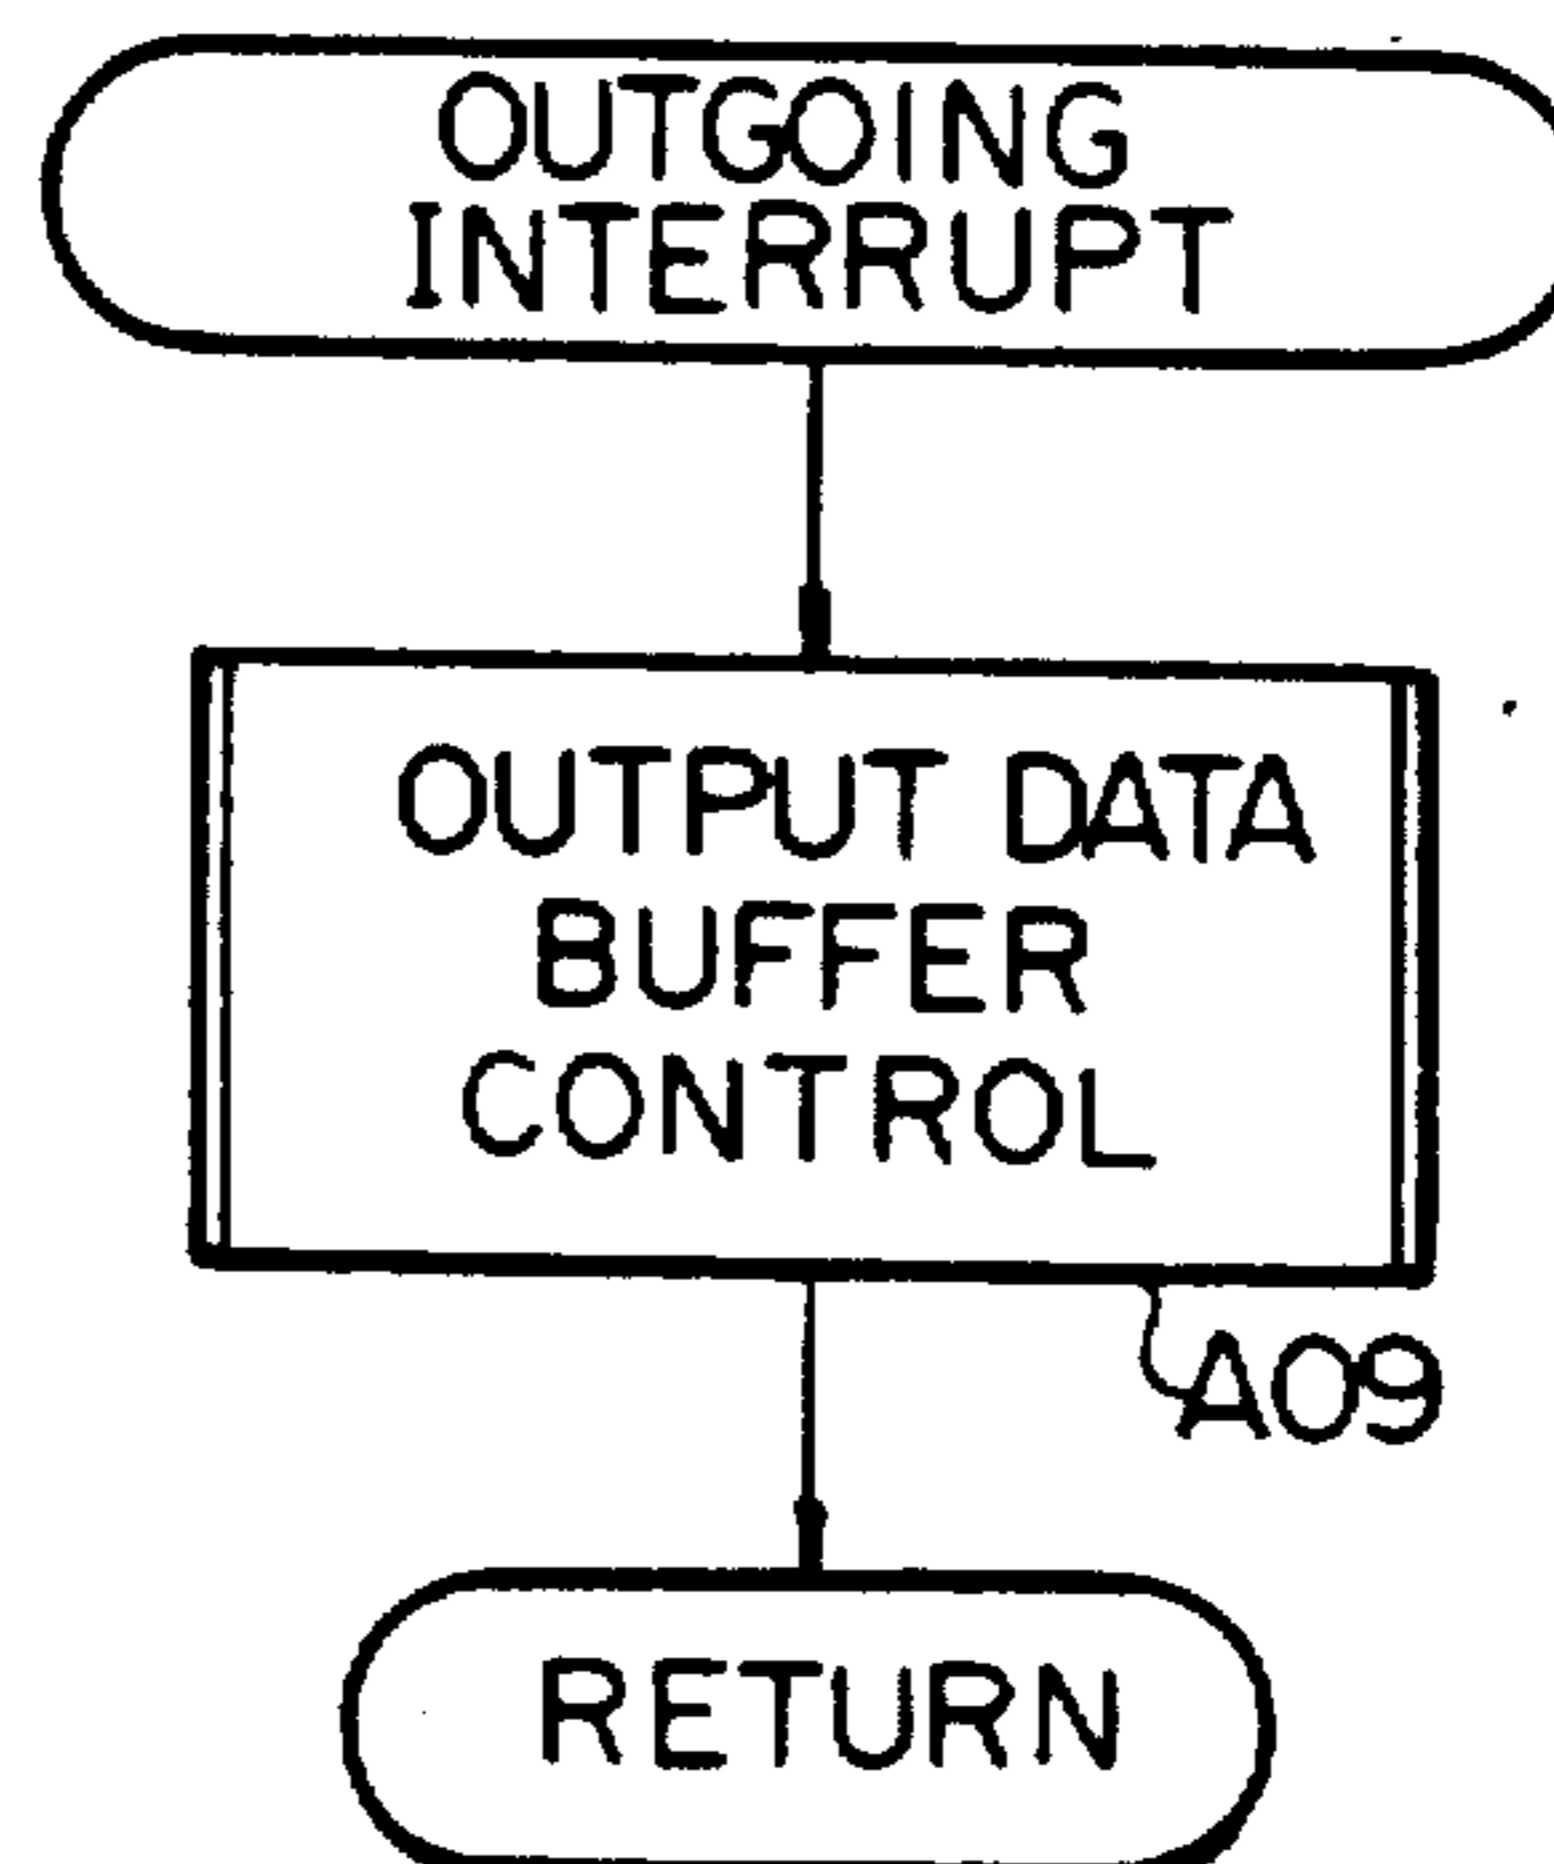 OUTGOING
INTERRUPT
OUTPUT DATA
BUFFER
CONTROL
A09
RETURN